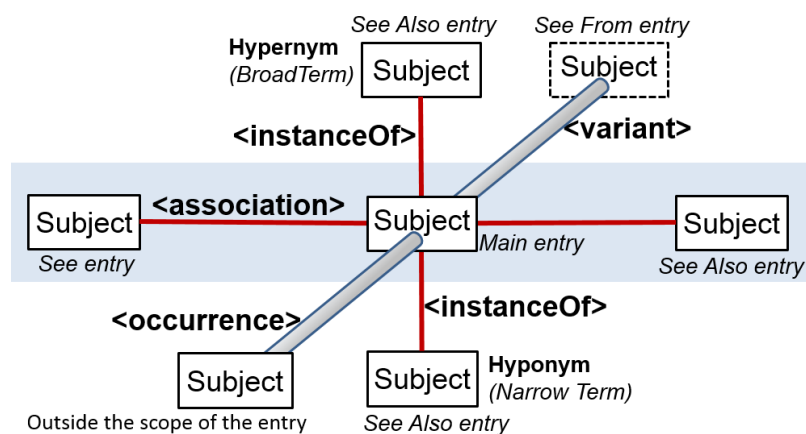 See Also entry
See From entry
Hypernym
(BroadTerm)
Subject
Subject
<instanceOf>
<variant>
<association>
Subject
Subject
Subject
See entry
Main entry
See Also entry
<occurrence>
<instanceOf>
Subject
Subject
Hyponym
(Narrow Term)
Outside the scope of the entry
See Also entry